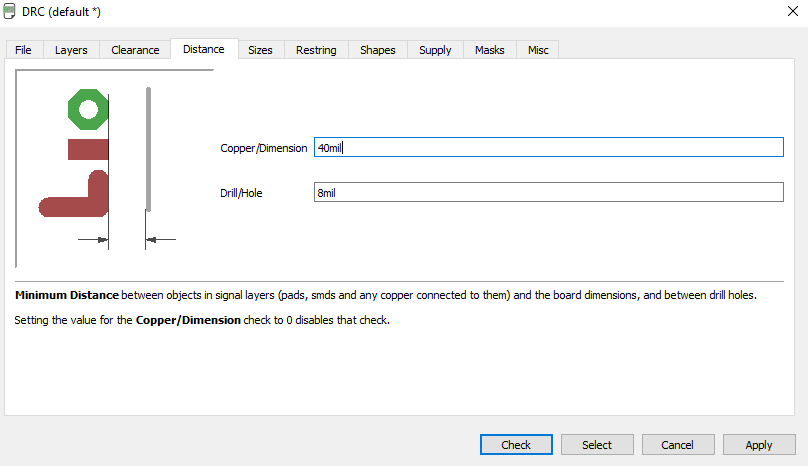 DRC (default *)
File Layers Clearance Distance Sizes Restring Shapes Supply Masks Misc
Copper/Dimension 40mil
Drill/Hole 8mil
Minimum Distance between objects in signal layers (pads, smds and any copper connected to them) and the board dimensions, and between drill holes.
Setting the value for the Copper/Dimension check to 0 disables that check.
Check Select Cancel Apply